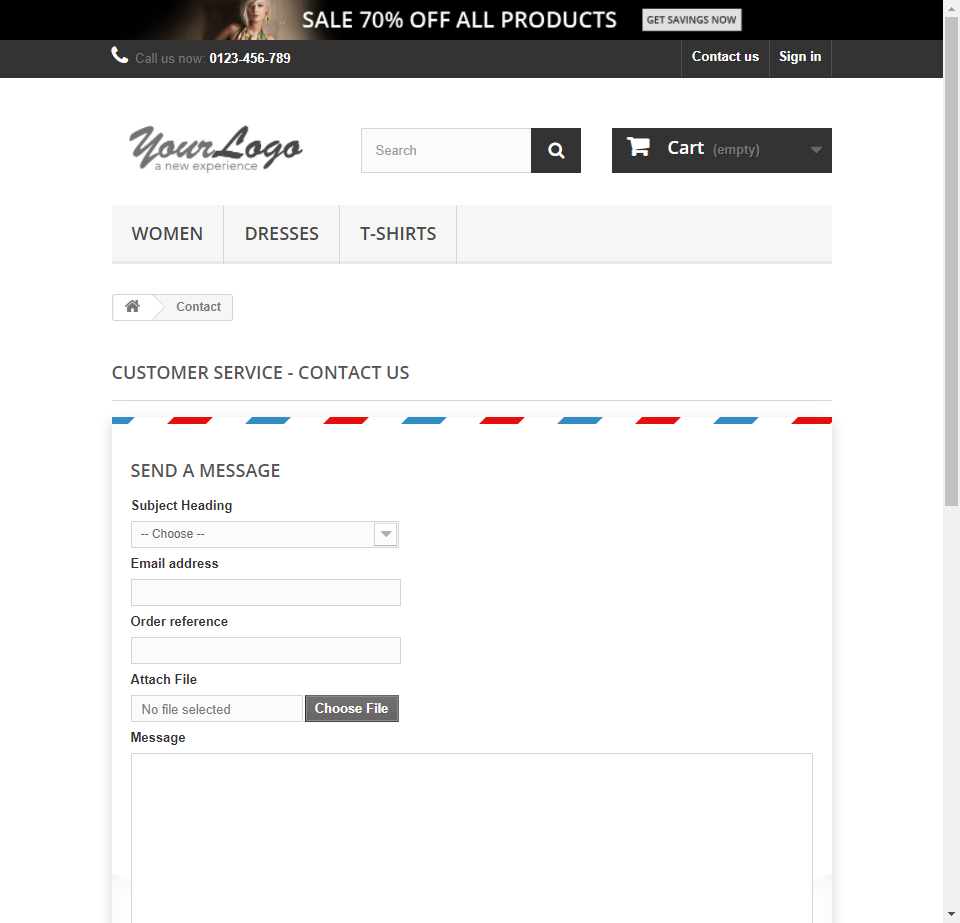 SALE 70% OFF ALL PRODUCTS GET SAVINGS NOW
Call us now: 0123-456-789 Contact us Sign in
YourLogo
a new experience
Search
Cart (empty)
WOMEN DRESSES T-SHIRTS
Contact
CUSTOMER SERVICE - CONTACT US
SEND A MESSAGE
Subject Heading
-- Choose --
Email address
Order reference
Attach File
No file selected Choose File
Message